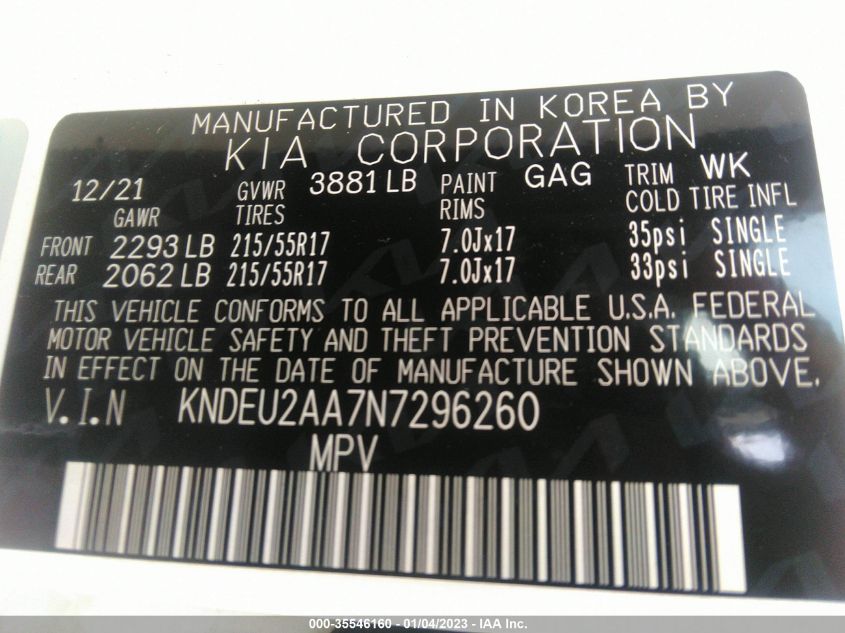 MANUFACTURED IN KOREA BY
KIA CORPORATION
12/21 GVWR 3881 LB PAINT GAG TRIM WK
GAWR TIRES RIMS COLD TIRE INFL
FRONT 2293 LB 215/55R17 7.0Jx17 35psi SINGLE
REAR 2062 LB 215/55R17 7.0Jx17 33psi SINGLE
THIS VEHICLE CONFORMS TO ALL APPLICABLE U.S.A. FEDERAL
MOTOR VEHICLE SAFETY AND THEFT PREVENTION STANDARDS
IN EFFECT ON THE DATE OF MANUFACTURE SHOWN ABOVE.
V.I.N KNDEU2AA7N7296260
MPV
000-35546160 - 01/04/2023 - IAA Inc.